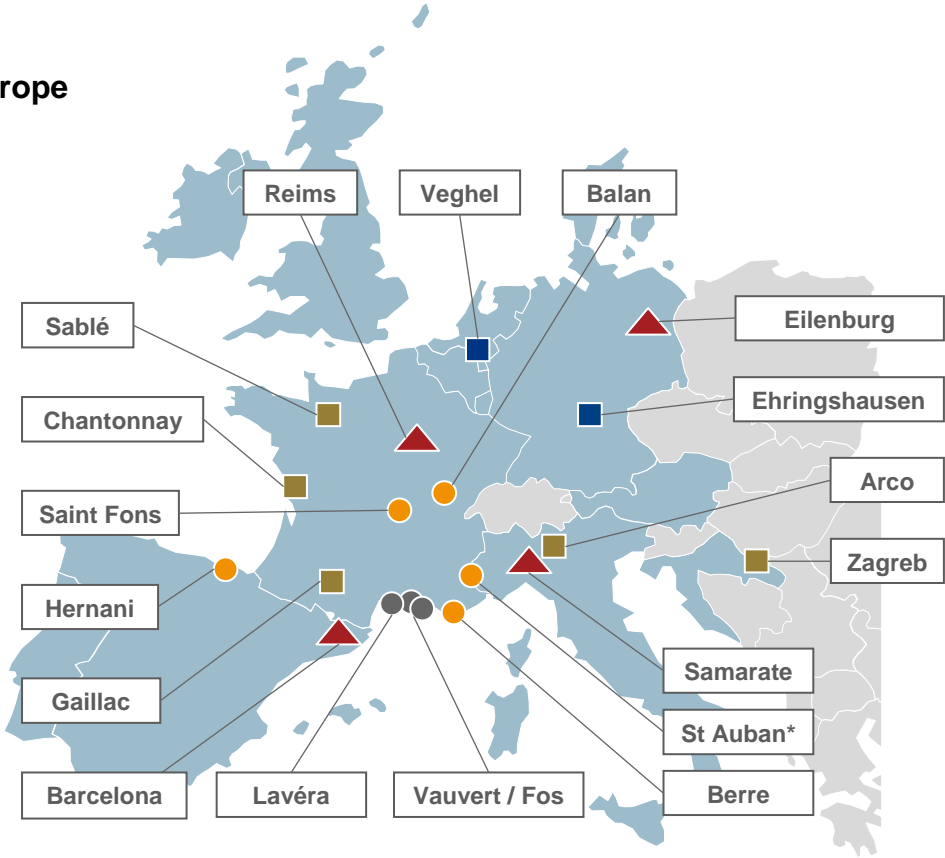 rope
Reims
Veghel
Balan
Sablé
Eilenburg
Chantonnay
Ehringshausen
Saint Fons
Arco
Hernani
Zagreb
Gaillac
Samarate
St Auban*
Barcelona
Lavéra
Vauvert / Fos
Berre